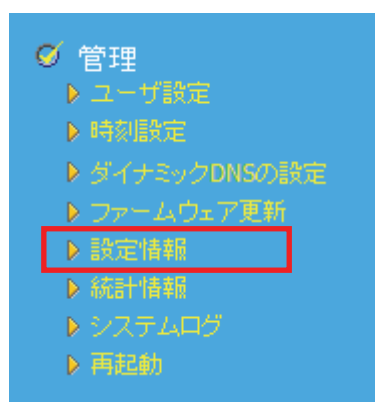 管理
ユーザ設定
時刻設定
ダイナミックDNSの設定
ファームウェア更新
設定情報
統計情報
システムログ
再起動